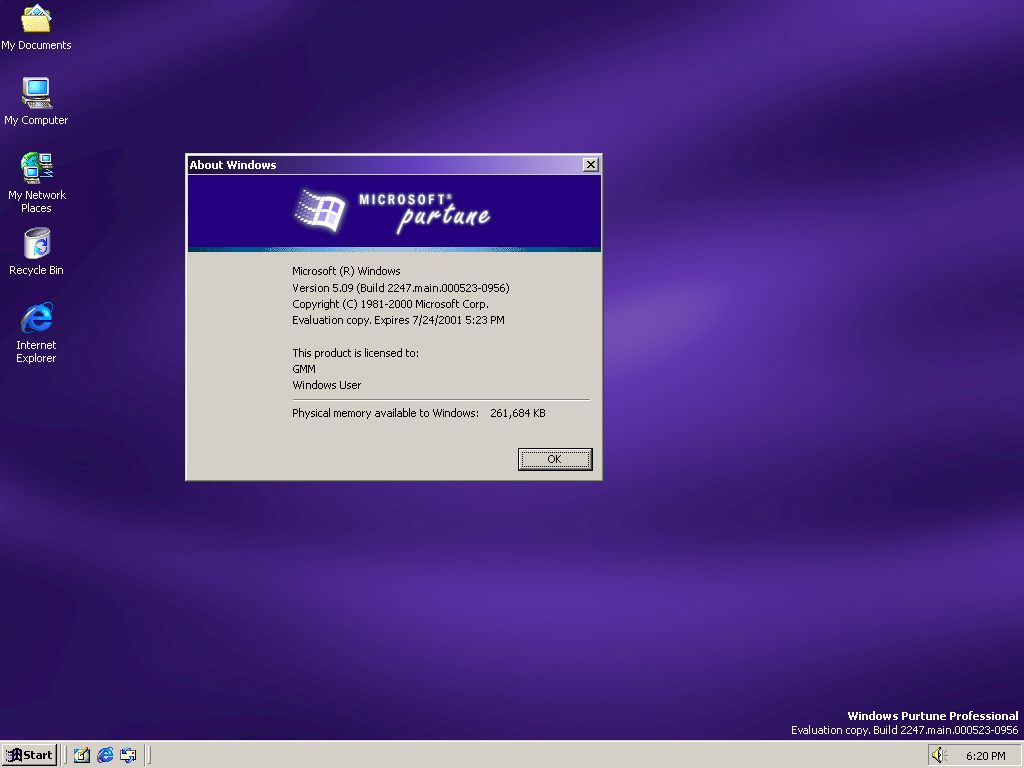 My Documents
My Computer
My Network
Places
Recycle Bin
Internet
Explorer
About Windows
MICROSOFT®
purtune
Microsoft (R) Windows
Version 5.09 (Build 2247.main.000523-0956)
Copyright (C) 1981-2000 Microsoft Corp.
Evaluation copy. Expires 7/24/2001 5:23 PM
This product is licensed to:
GMM
Windows User
Physical memory available to Windows: 261,684 KB
OK
Windows Purtune Professional
Evaluation copy. Build 2247.main.000523-0956
Start
6:20 PM